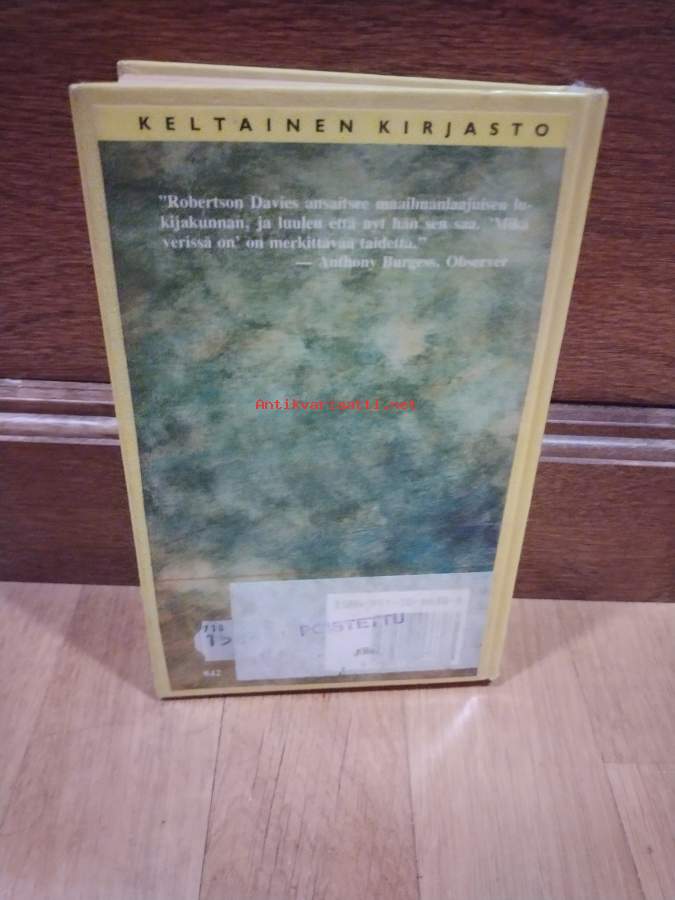 KELTAINEN KIRJASTO
"Robertson Davies ansaitsee maailmanlaajuisen lu-
kijakunnan, ja luulen että nyt hän sen saa. 'Mikä
verissä on' on merkittävää taidetta."
— Anthony Burgess, Observer
Antikvariaatti.net
POISTETTU
842